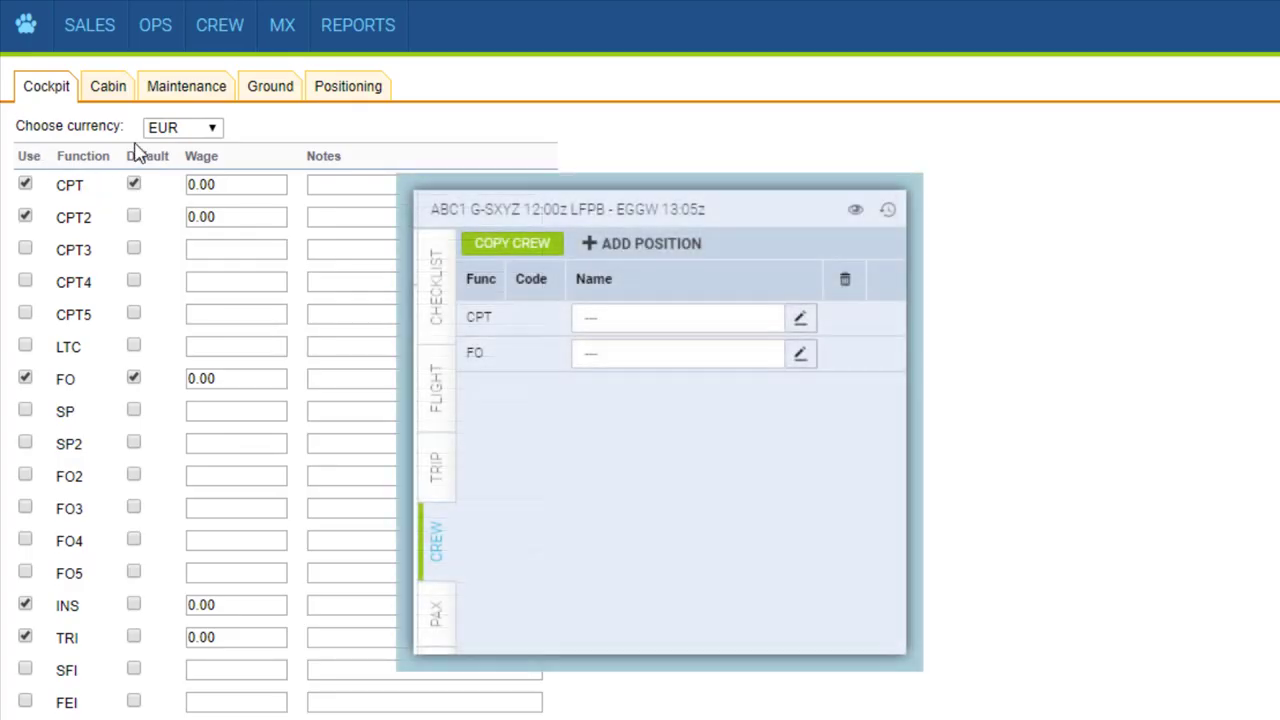 SALES OPS CREW MX REPORTS
Cockpit Cabin Maintenance Ground Positioning
Choose currency: EUR
Use Function Wage Notes
CPT 0.00
CPT2 0.00
CPT3
CPT4
CPT5
LTC
FO 0.00
SP
SP2
FO2
FO3
FO4
FO5
INS 0.00
TRI 0.00
SFI
FEI
ABC1 G-SXYZ 12:00z LFPB - EGGW 13:05z
COPY CREW ADD POSITION
Func Code Name
CPT ---
FO ---
CHECKLIST
FLIGHT
TRIP
CREW
PAX